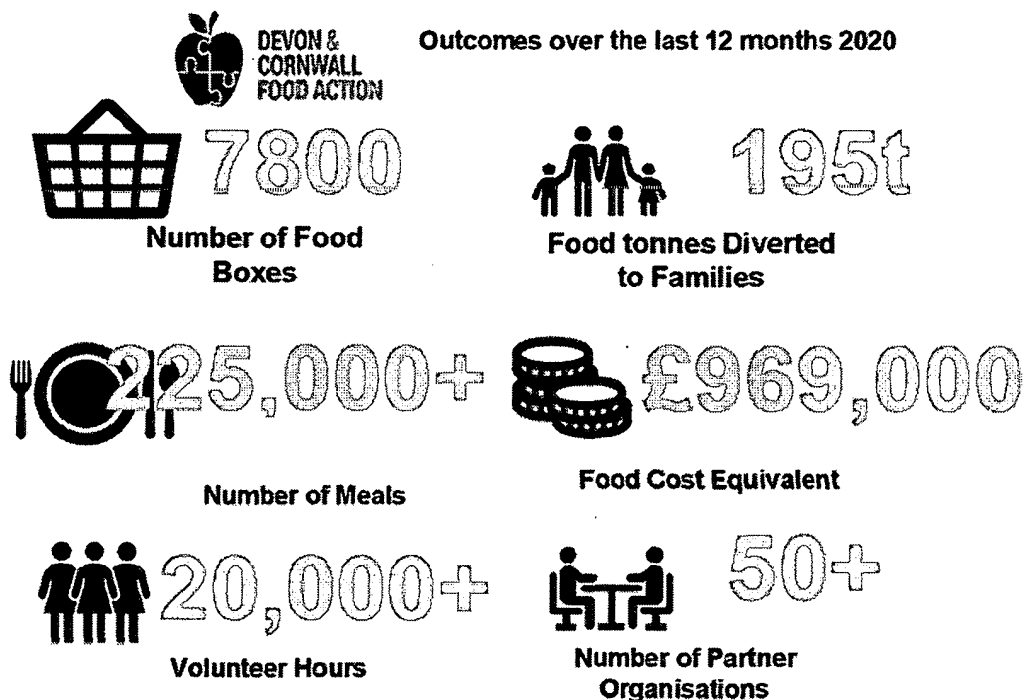 DEVON &
CORNWALL
FOOD ACTION
Outcomes over the last 12 months 2020
7800
Number of Food
Boxes
195t
Food tonnes Diverted
to Families
225,000+
Number of Meals
£969,000
Food Cost Equivalent
20,000+
Volunteer Hours
50+
Number of Partner
Organisations